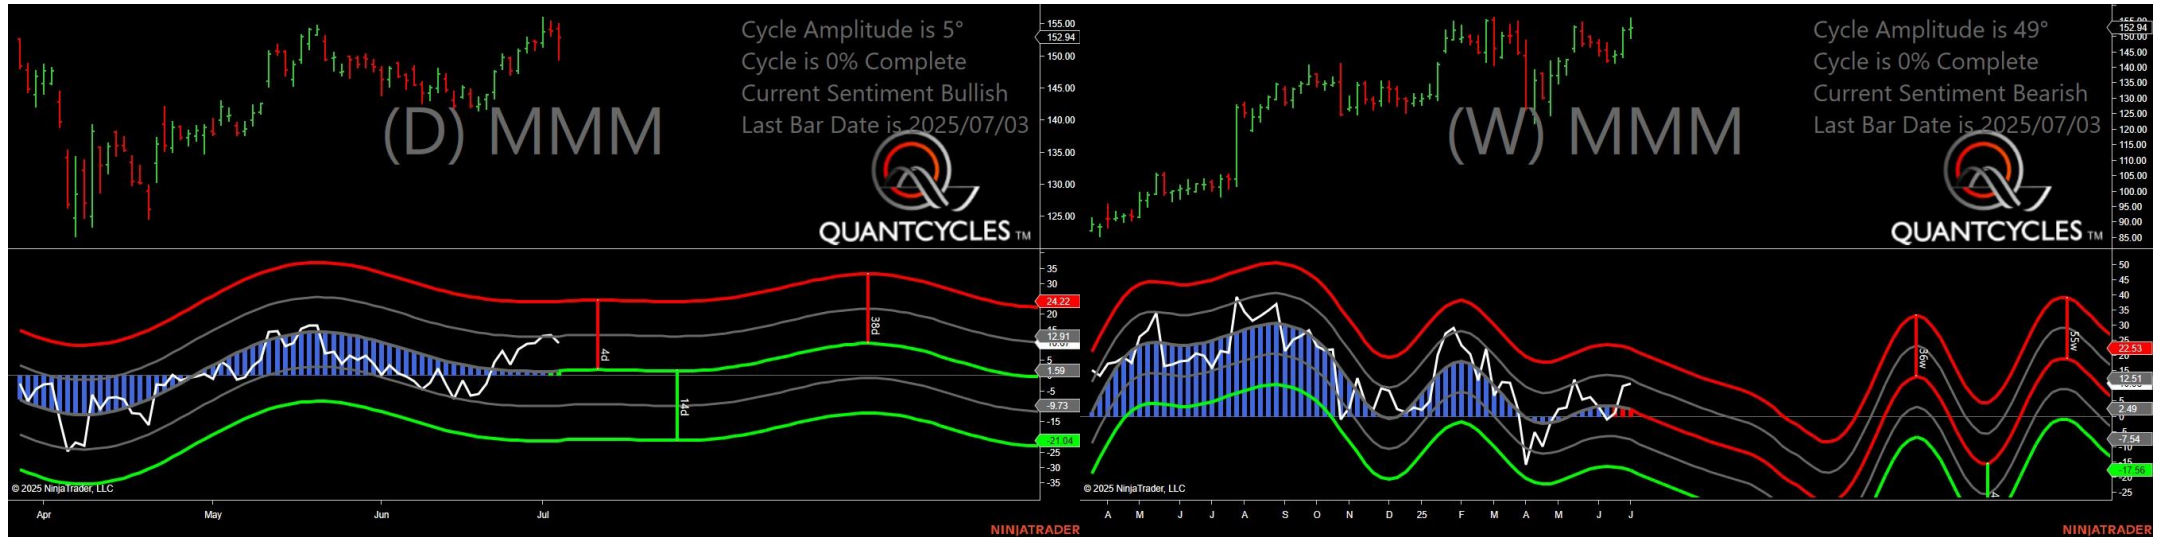 Cycle Amplitude is 5°
Cycle is 0% Complete
Current Sentiment Bullish
Last Bar Date is 2025/07/03
(D) MMM
QUANTCYCLES TM
155.00
152.94
150.00
145.00
140.00
135.00
130.00
125.00
35
30
24.22
20
12.91
5
1.59
-5
-9.73
-15
-21.04
-25
-35
4d
14d
38d
© 2025 NinjaTrader, LLC
Apr May Jun Jul
NINJATRADER
Cycle Amplitude is 49°
Cycle is 0% Complete
Current Sentiment Bearish
Last Bar Date is 2025/07/03
(W) MMM
QUANTCYCLES TM
155.00
152.94
150.00
145.00
140.00
135.00
130.00
125.00
120.00
115.00
110.00
105.00
100.00
95.00
90.00
85.00
50
45
40
35
30
22.53
15
12.51
5
2.49
-7.54
-17.56
-25
36w
55w
© 2025 NinjaTrader, LLC
A M J J A S O N D 25 F M A M J J
NINJATRADER